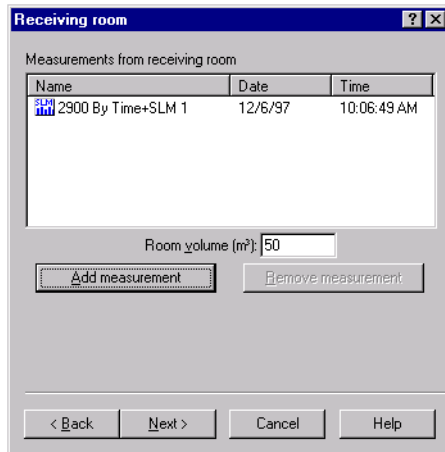 Receiving room
Measurements from receiving room
Name Date Time
SLM 2900 By Time+SLM 1 12/6/97 10:06:49 AM
Room volume (m³): 50
Add measurement Remove measurement
< Back Next > Cancel Help